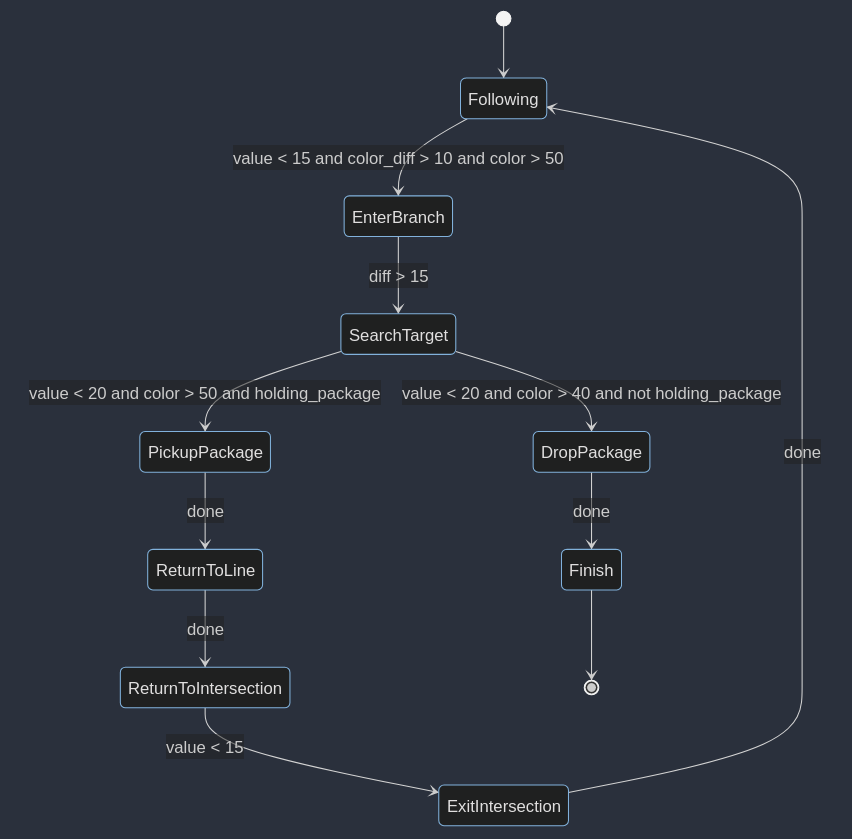 Following
value < 15 and color_diff > 10 and color > 50
EnterBranch
diff > 15
SearchTarget
value < 20 and color > 50 and holding_package
value < 20 and color > 40 and not holding_package
PickupPackage
DropPackage
done
done
done
ReturnToLine
Finish
done
ReturnToIntersection
value < 15
ExitIntersection